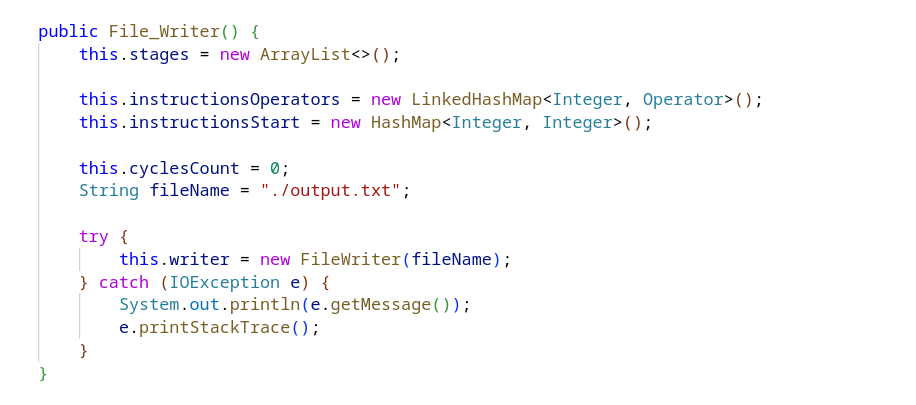 public File_Writer() {
    this.stages = new ArrayList<>();

    this.instructionsOperators = new LinkedHashMap<Integer, Operator>();
    this.instructionsStart = new HashMap<Integer, Integer>();

    this.cyclesCount = 0;
    String fileName = "./output.txt";

    try {
        this.writer = new FileWriter(fileName);
    } catch (IOException e) {
        System.out.println(e.getMessage());
        e.printStackTrace();
    }
}